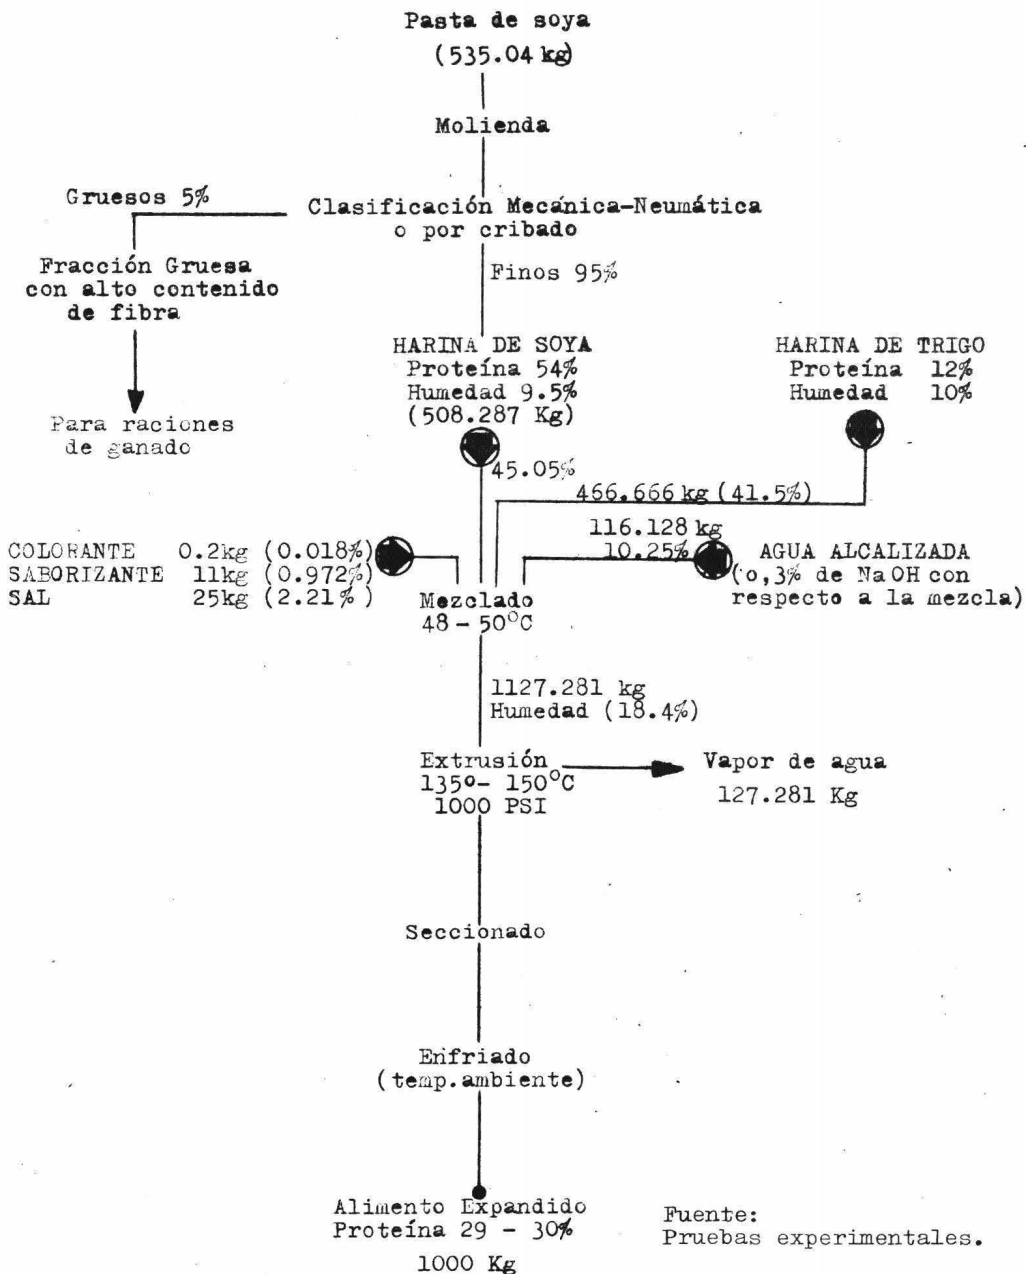 Pasta de soya
(535.04 kg)
Molienda
Gruesos 5%
Clasificación Mecánica-Neumática
o por cribado
Fracción Gruesa
con alto contenido
de fibra
Finos 95%
Para raciones
de ganado
HARINA DE SOYA
Proteína 54%
Humedad 9.5%
(508.287 Kg)
45.05%
HARINA DE TRIGO
Proteína 12%
Humedad 10%
466.666 kg (41.5%)
116.128 kg
10.25%
AGUA ALCALIZADA
(0,3% de NaOH con
respecto a la mezcla)
COLORANTE 0.2kg (0.018%)
SABORIZANTE 11kg (0.972%)
SAL 25kg (2.21%)
Mezclado
48 - 50°C
1127.281 kg
Humedad (18.4%)
Extrusión
135° - 150°C
1000 PSI
Vapor de agua
127.281 Kg
Seccionado
Enfriado
(temp.ambiente)
Alimento Expandido
Proteína 29 - 30%
1000 Kg
Fuente:
Pruebas experimentales.